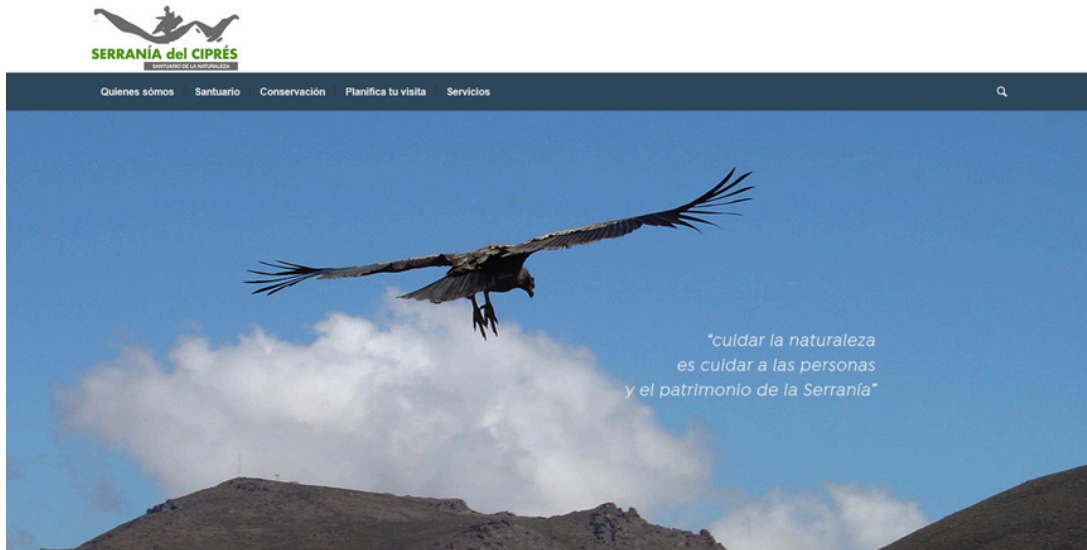 SERRANÍA del CIPRÉS
SANTUARIO DE LA NATURALEZA
Quienes sómos Santuario Conservación Planifica tu visita Servicios
“cuidar la naturaleza
es cuidar a las personas
y el patrimonio de la Serranía”